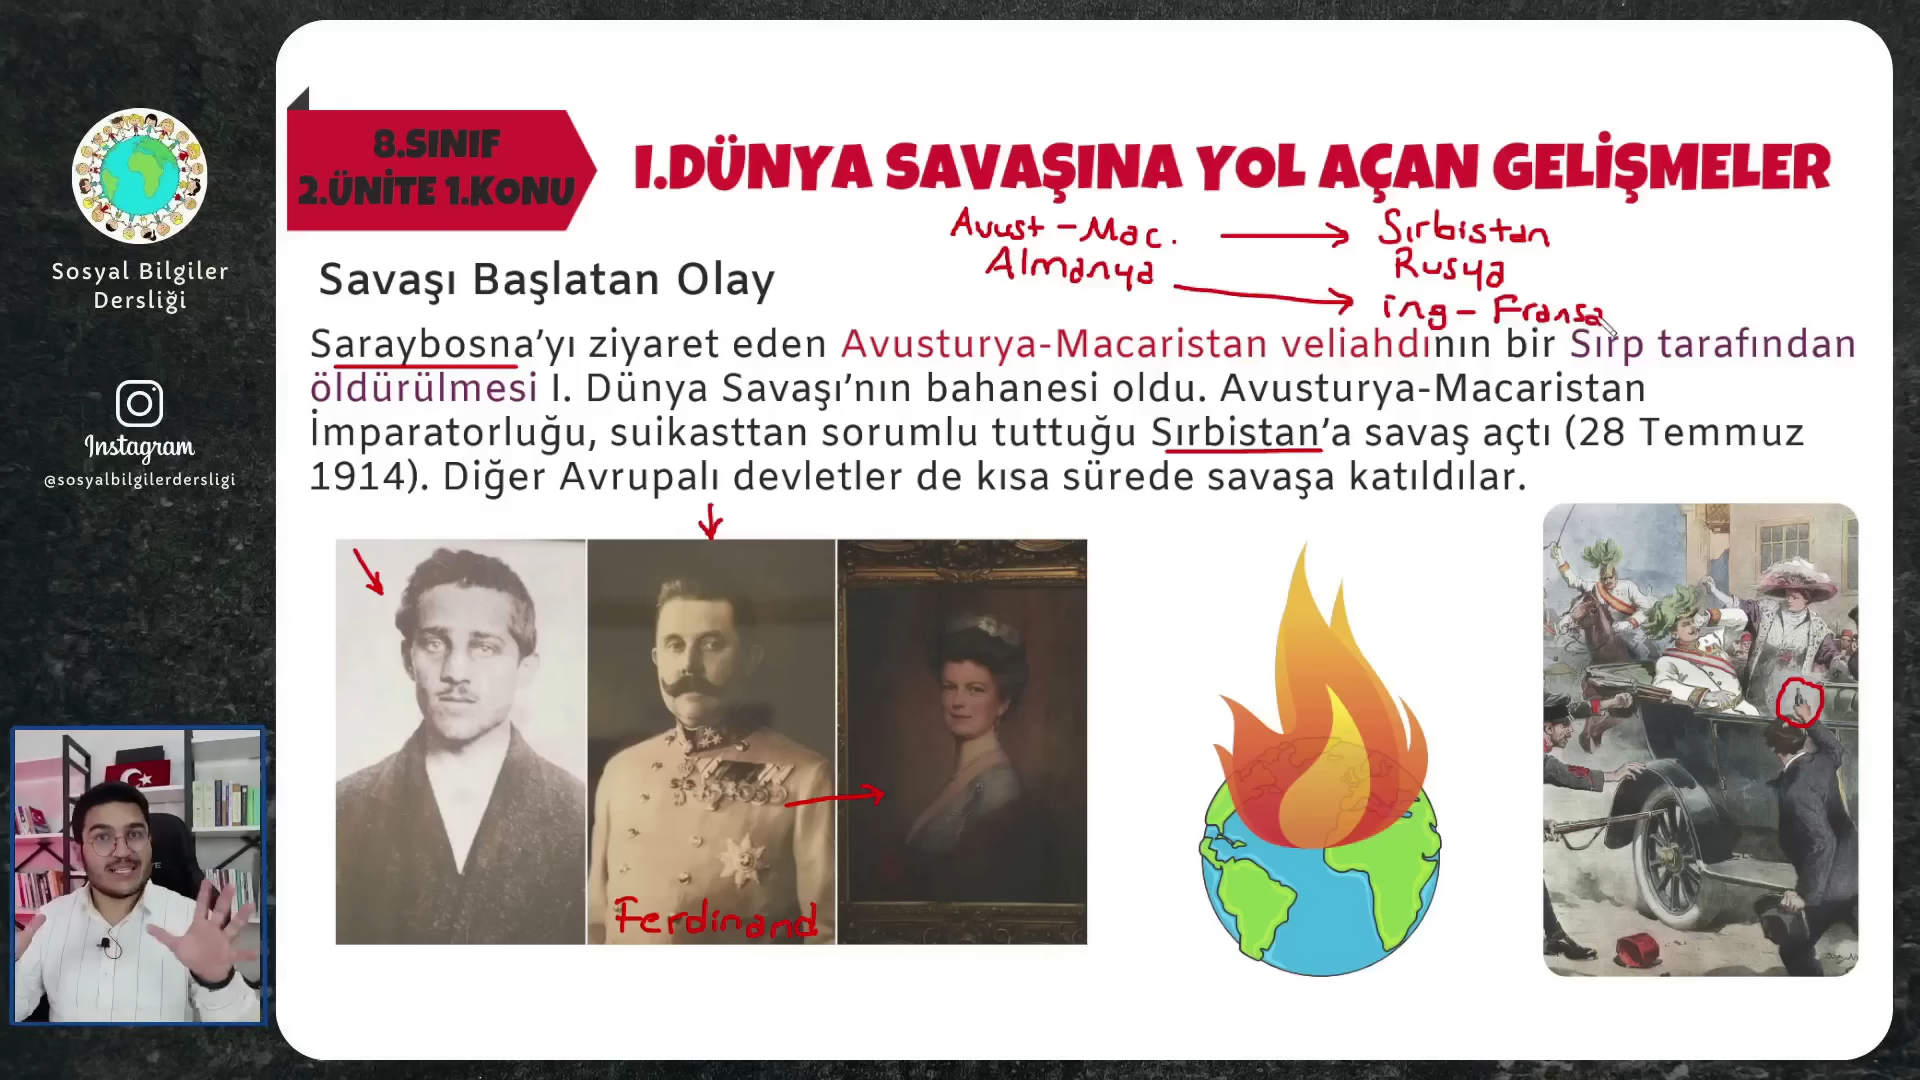 8.SINIF
2.ÜNİTE 1.KONU
I.DÜNYA SAVAŞINA YOL AÇAN GELİŞMELER
Avust - Mac. Sırbistan
Almanya Rusya
ing - Fransa
Savaşı Başlatan Olay
Saraybosna’yı ziyaret eden Avusturya-Macaristan veliahdının bir Sırp tarafından
öldürülmesi I. Dünya Savaşı’nın bahanesi oldu. Avusturya-Macaristan
İmparatorluğu, suikasttan sorumlu tuttuğu Sırbistan’a savaş açtı (28 Temmuz
1914). Diğer Avrupalı devletler de kısa sürede savaşa katıldılar.
Ferdinand
Sosyal Bilgiler
Dersliği
Instagram
@sosyalbilgilerdersligi